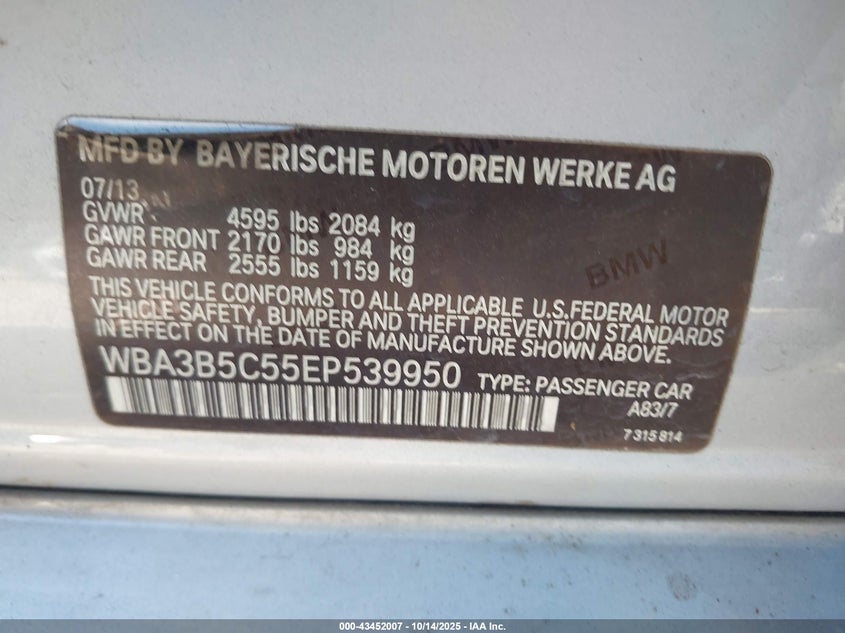 MFD BY BAYERISCHE MOTOREN WERKE AG
07/13
GVWR 4595 lbs 2084 kg
GAWR FRONT 2170 lbs 984 kg
GAWR REAR 2555 lbs 1159 kg
BMW
THIS VEHICLE CONFORMS TO ALL APPLICABLE U.S.FEDERAL MOTOR
VEHICLE SAFETY, BUMPER AND THEFT PREVENTION STANDARDS
IN EFFECT ON THE DATE OF MANUFACTURE SHOWN ABOVE.
WBA3B5C55EP539950 TYPE: PASSENGER CAR
A83/7
7315814
000-43452007 - 10/14/2025 - IAA Inc.